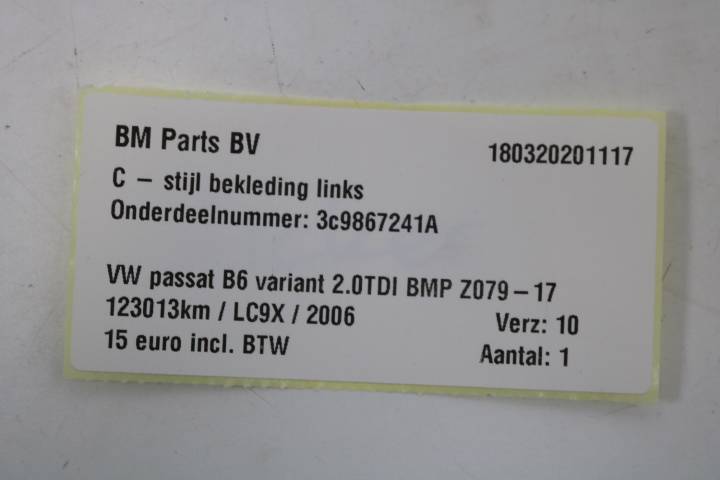 BM Parts BV 180320201117
C – stijl bekleding links
Onderdeelnummer: 3c9867241A
VW passat B6 variant 2.0TDI BMP Z079–17
123013km / LC9X / 2006 Verz: 10
15 euro incl. BTW Aantal: 1